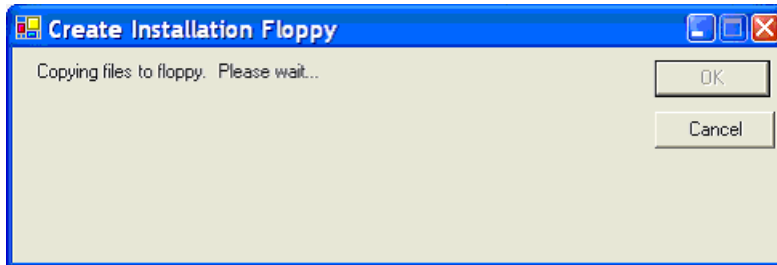 Create Installation Floppy
Copying files to floppy. Please wait...
OK
Cancel